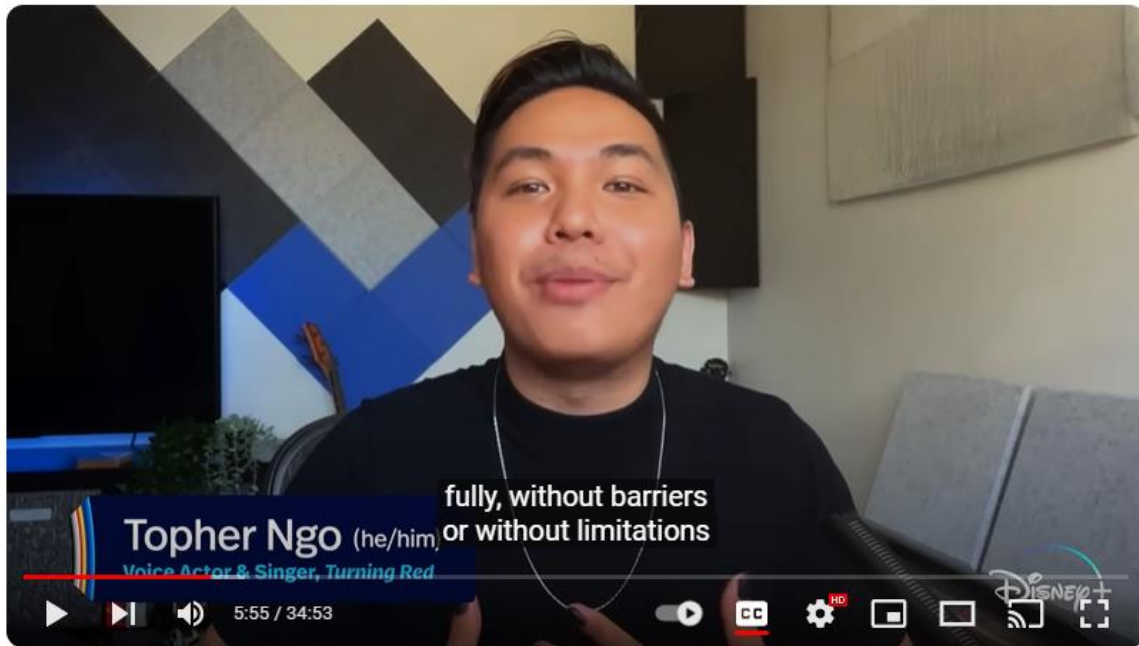 fully, without barriers
or without limitations
Topher Ngo (he/him)
Voice Actor & Singer, Turning Red
Disney+
5:55 / 34:53
CC
HD